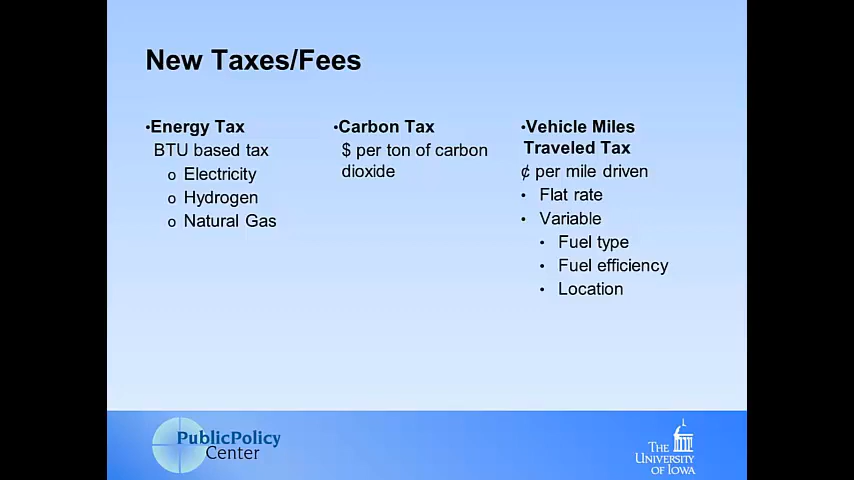 New Taxes/Fees
•Energy Tax
BTU based tax
o Electricity
o Hydrogen
o Natural Gas
•Carbon Tax
$ per ton of carbon
dioxide
•Vehicle Miles
Traveled Tax
¢ per mile driven
• Flat rate
• Variable
• Fuel type
• Fuel efficiency
• Location
PublicPolicy
Center
THE
UNIVERSITY
OF IOWA